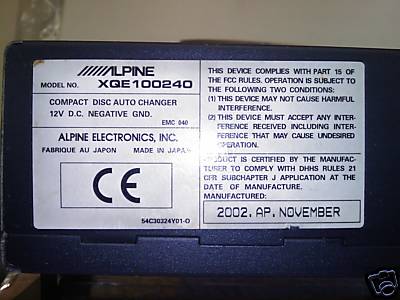 ALPINE
MODEL NO. XQE100240
COMPACT DISC AUTO CHANGER
12V D.C. NEGATIVE GND.
EMC 040
ALPINE ELECTRONICS, INC.
FABRIQUE AU JAPON MADE IN JAPAN
CE
54C30324Y01-O
THIS DEVICE COMPLIES WITH PART 15 OF
THE FCC RULES. OPERATION IS SUBJECT TO
THE FOLLOWING TWO CONDITIONS:
(1) THIS DEVICE MAY NOT CAUSE HARMFUL
INTERFERENCE.
(2) THIS DEVICE MUST ACCEPT ANY INTER-
FERENCE RECEIVED INCLUDING INTER-
FERENCE THAT MAY CAUSE
UNDESIRED OPERATION.
PRODUCT IS CERTIFIED BY THE MANUFAC-
TURER TO COMPLY WITH DHHS RULES 21
CFR SUBCHAPTER J APPLICATION AT DATE
OF MANUFACTURE.
MANUFACTURED:
2002. AP. NOVEMBER